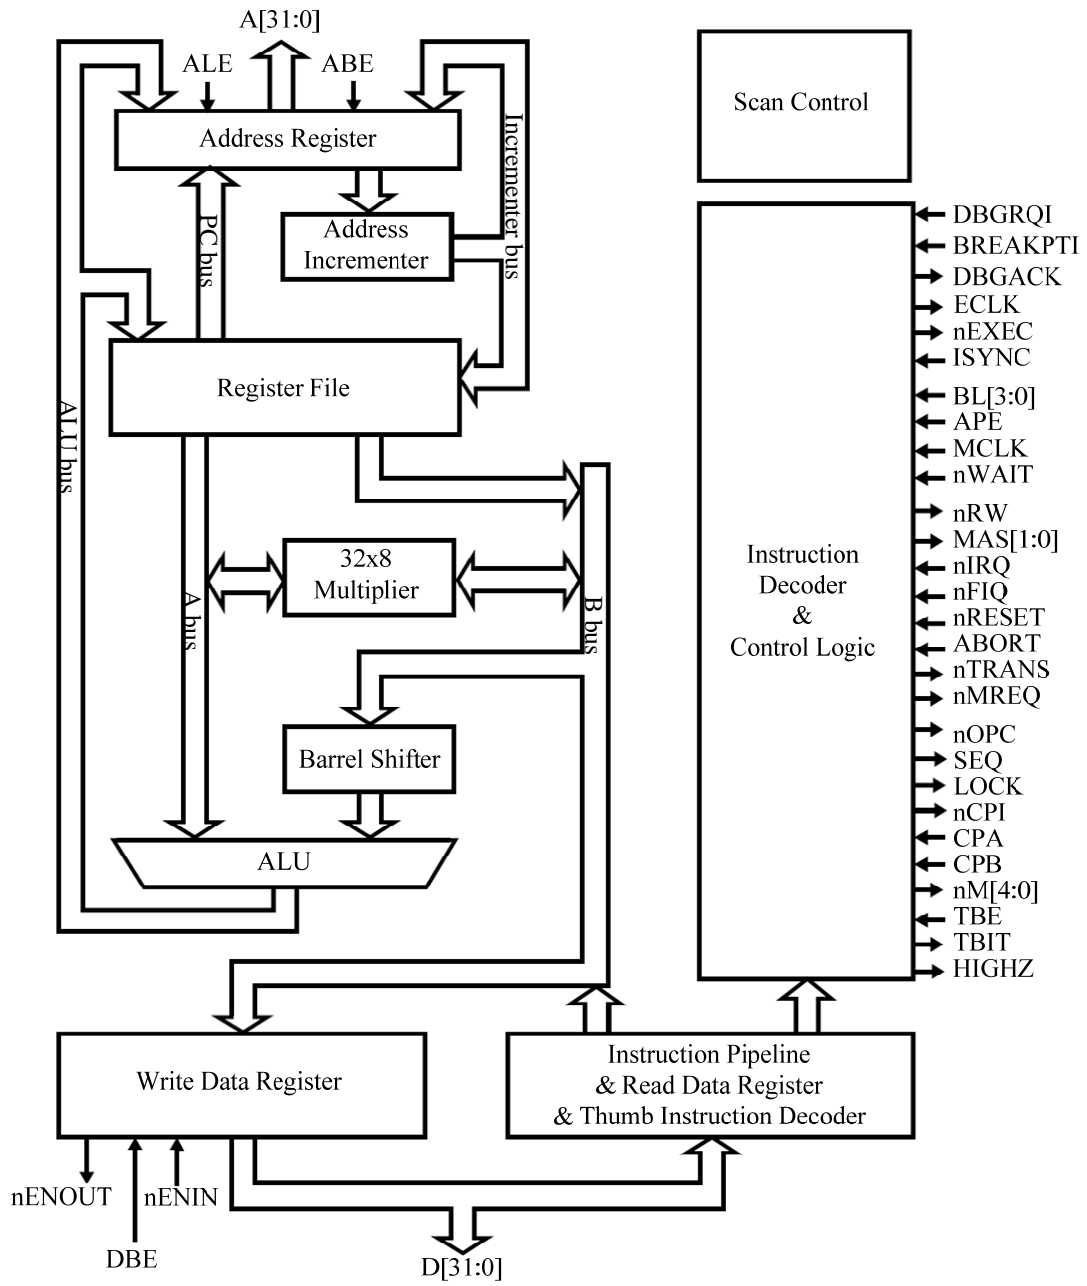 A[31:0]
ALE
ABE
Address Register
Incrementer bus
PC bus
Address
Incrementer
Register File
ALU bus
32x8
Multiplier
A bus
B bus
Barrel Shifter
ALU
Write Data Register
nENOUT
nENIN
DBE
D[31:0]
Instruction Pipeline
& Read Data Register
& Thumb Instruction Decoder
Scan Control
Instruction
Decoder
&
Control Logic
DBGRQI
BREAKPTI
DBGACK
ECLK
nEXEC
ISYNC
BL[3:0]
APE
MCLK
nWAIT
nRW
MAS[1:0]
nIRQ
nFIQ
nRESET
ABORT
nTRANS
nMREQ
nOPC
SEQ
LOCK
nCPI
CPA
CPB
nM[4:0]
TBE
TBIT
HIGHZ